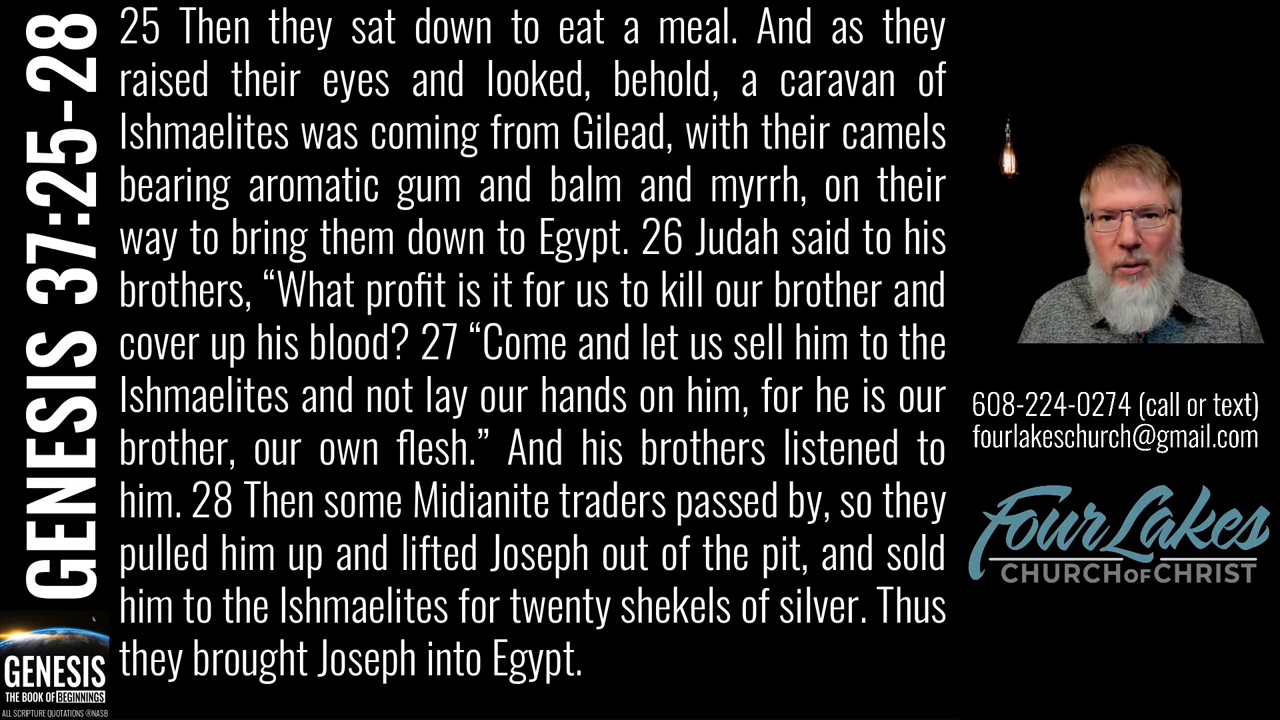 GENESIS 37:25-28
25 Then they sat down to eat a meal. And as they
raised their eyes and looked, behold, a caravan of
Ishmaelites was coming from Gilead, with their camels
bearing aromatic gum and balm and myrrh, on their
way to bring them down to Egypt. 26 Judah said to his
brothers, “What profit is it for us to kill our brother and
cover up his blood? 27 “Come and let us sell him to the
Ishmaelites and not lay our hands on him, for he is our
brother, our own flesh.” And his brothers listened to
him. 28 Then some Midianite traders passed by, so they
pulled him up and lifted Joseph out of the pit, and sold
him to the Ishmaelites for twenty shekels of silver. Thus
they brought Joseph into Egypt.
608-224-0274 (call or text)
fourlakeschurch@gmail.com
Four Lakes
CHURCH OF CHRIST
GENESIS
THE BOOK OF BEGINNINGS
ALL SCRIPTURE QUOTATIONS ®NASB